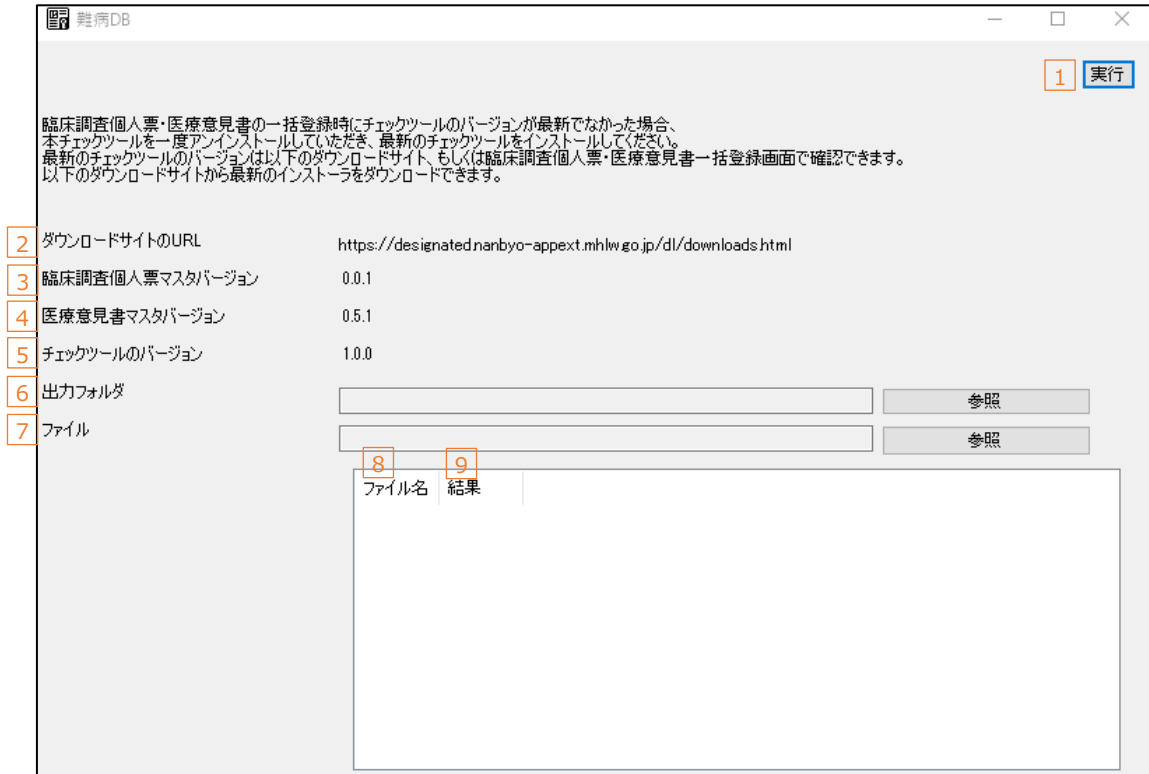 難病DB
1 実行
臨床調査個人票・医療意見書の一括登録時にチェックツールのバージョンが最新でなかった場合、
本チェックツールを一度アンインストールしていただき、最新のチェックツールをインストールしてください。
最新のチェックツールのバージョンは以下のダウンロードサイト、もしくは臨床調査個人票・医療意見書一括登録画面で確認できます。
以下のダウンロードサイトから最新のインストーラをダウンロードできます。
2 ダウンロードサイトのURL https://designated.nanbyo-appext.mhlw.go.jp/dl/downloads.html
3 臨床調査個人票マスタバージョン 0.0.1
4 医療意見書マスタバージョン 0.5.1
5 チェックツールのバージョン 1.0.0
6 出力フォルダ 参照
7 ファイル 参照
8 9
ファイル名 結果